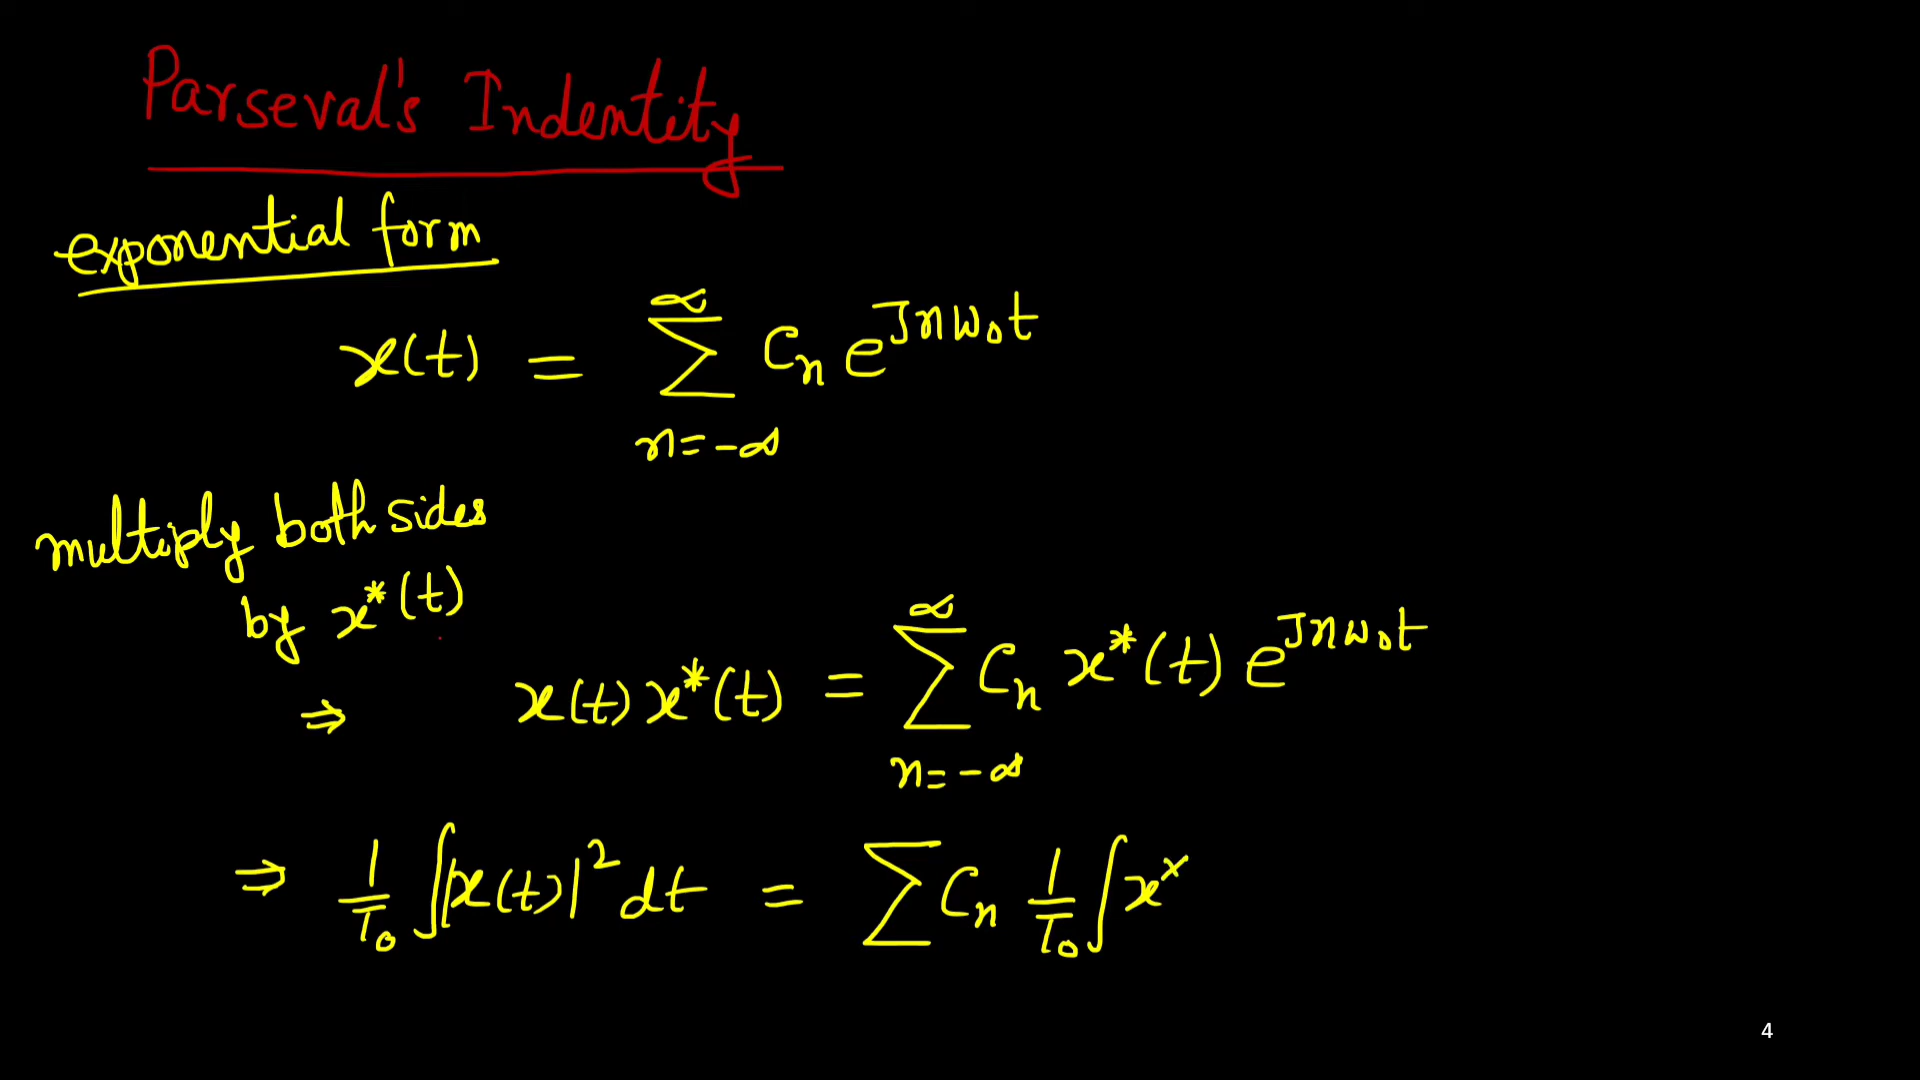 Parseval's Indentity
exponential form
x(t) = ∑_{n=-∞}^{∞} C_n e^{Jnω₀t}
multiply both sides
by x*(t)
⇒ x(t) x*(t) = ∑_{n=-∞}^{∞} C_n x*(t) e^{Jnω₀t}
⇒ 1/T₀ ∫|x(t)|² dt = ∑ C_n 1/T₀ ∫ x^x
4